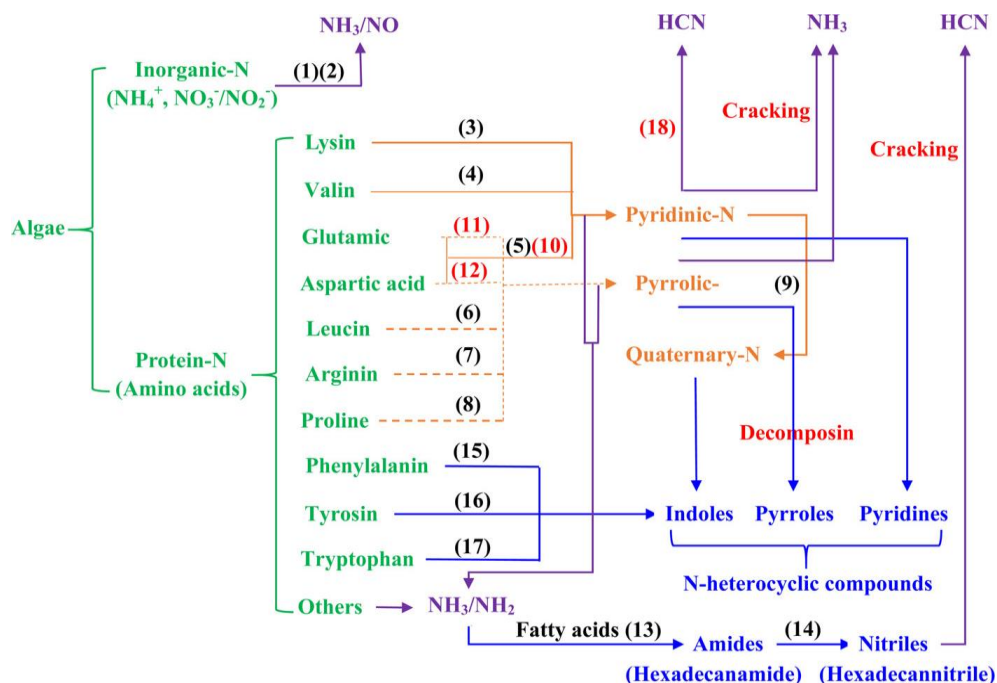 NH₃/NO
HCN
NH₃
HCN
Inorganic-N
(NH₄⁺, NO₃⁻/NO₂⁻)
(1)(2)
Cracking
(18)
Cracking
Lysin
(3)
Valin
(4)
Pyridinic-N
Algae
Glutamic
(11)
(5)(10)
Aspartic acid
(12)
Pyrrolic-
(9)
Leucin
(6)
Quaternary-N
Protein-N
(Amino acids)
Arginin
(7)
Proline
(8)
Decomposin
Phenylalanin
(15)
Tyrosin
(16)
Indoles
Pyrroles
Pyridines
Tryptophan
(17)
N-heterocyclic compounds
Others
NH₃/NH₂
Fatty acids (13)
Amides
(14)
Nitriles
(Hexadecanamide)
(Hexadecannitrile)